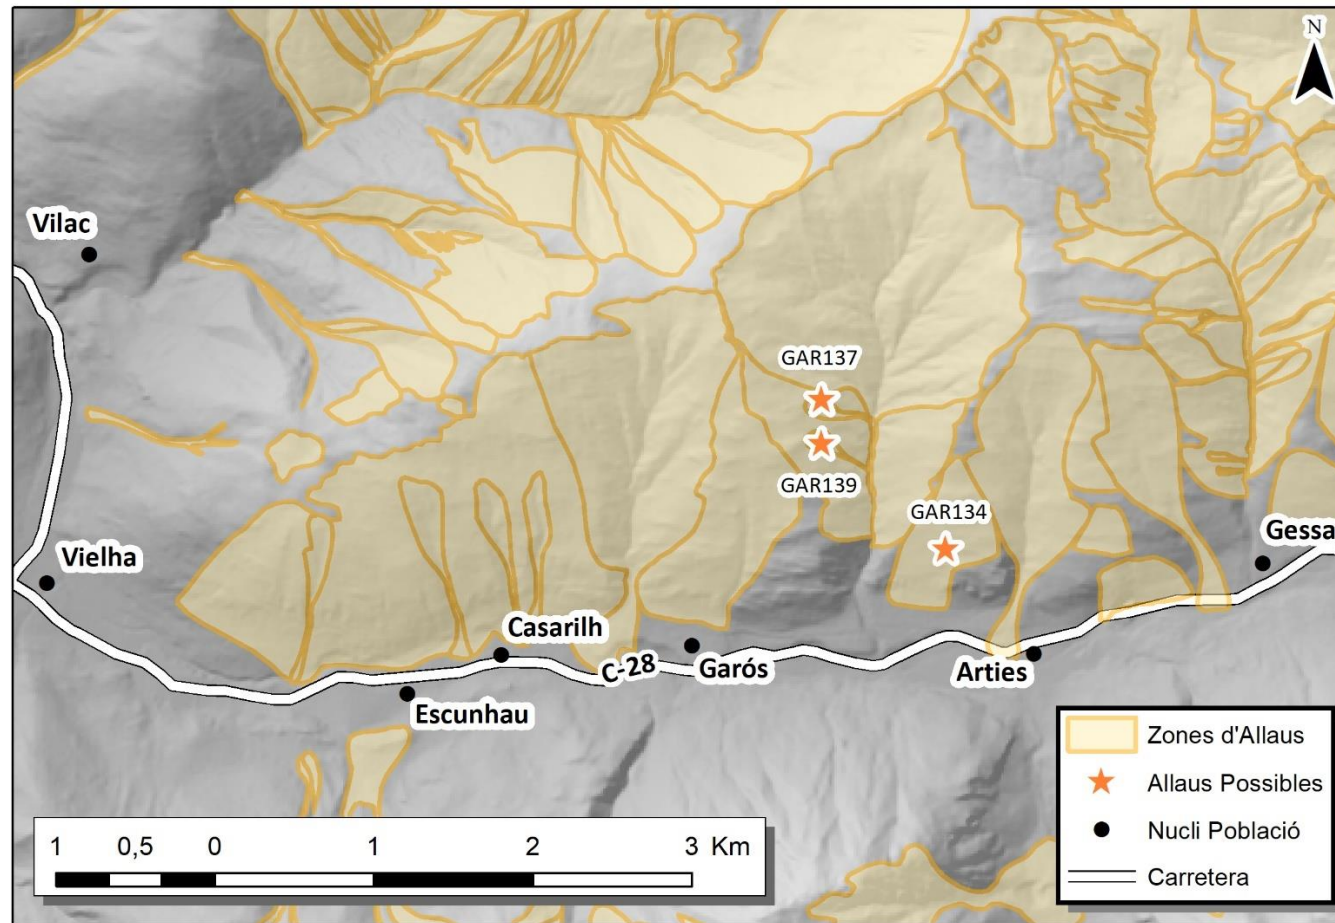 N
Vilac
GAR137
GAR139
GAR134
Gessa
Vielha
Casarilh
C-28
Garós
Arties
Escunhau
Zones d'Allaus
Allaus Possibles
Nucli Població
Carretera
1 0,5 0 1 2 3 Km